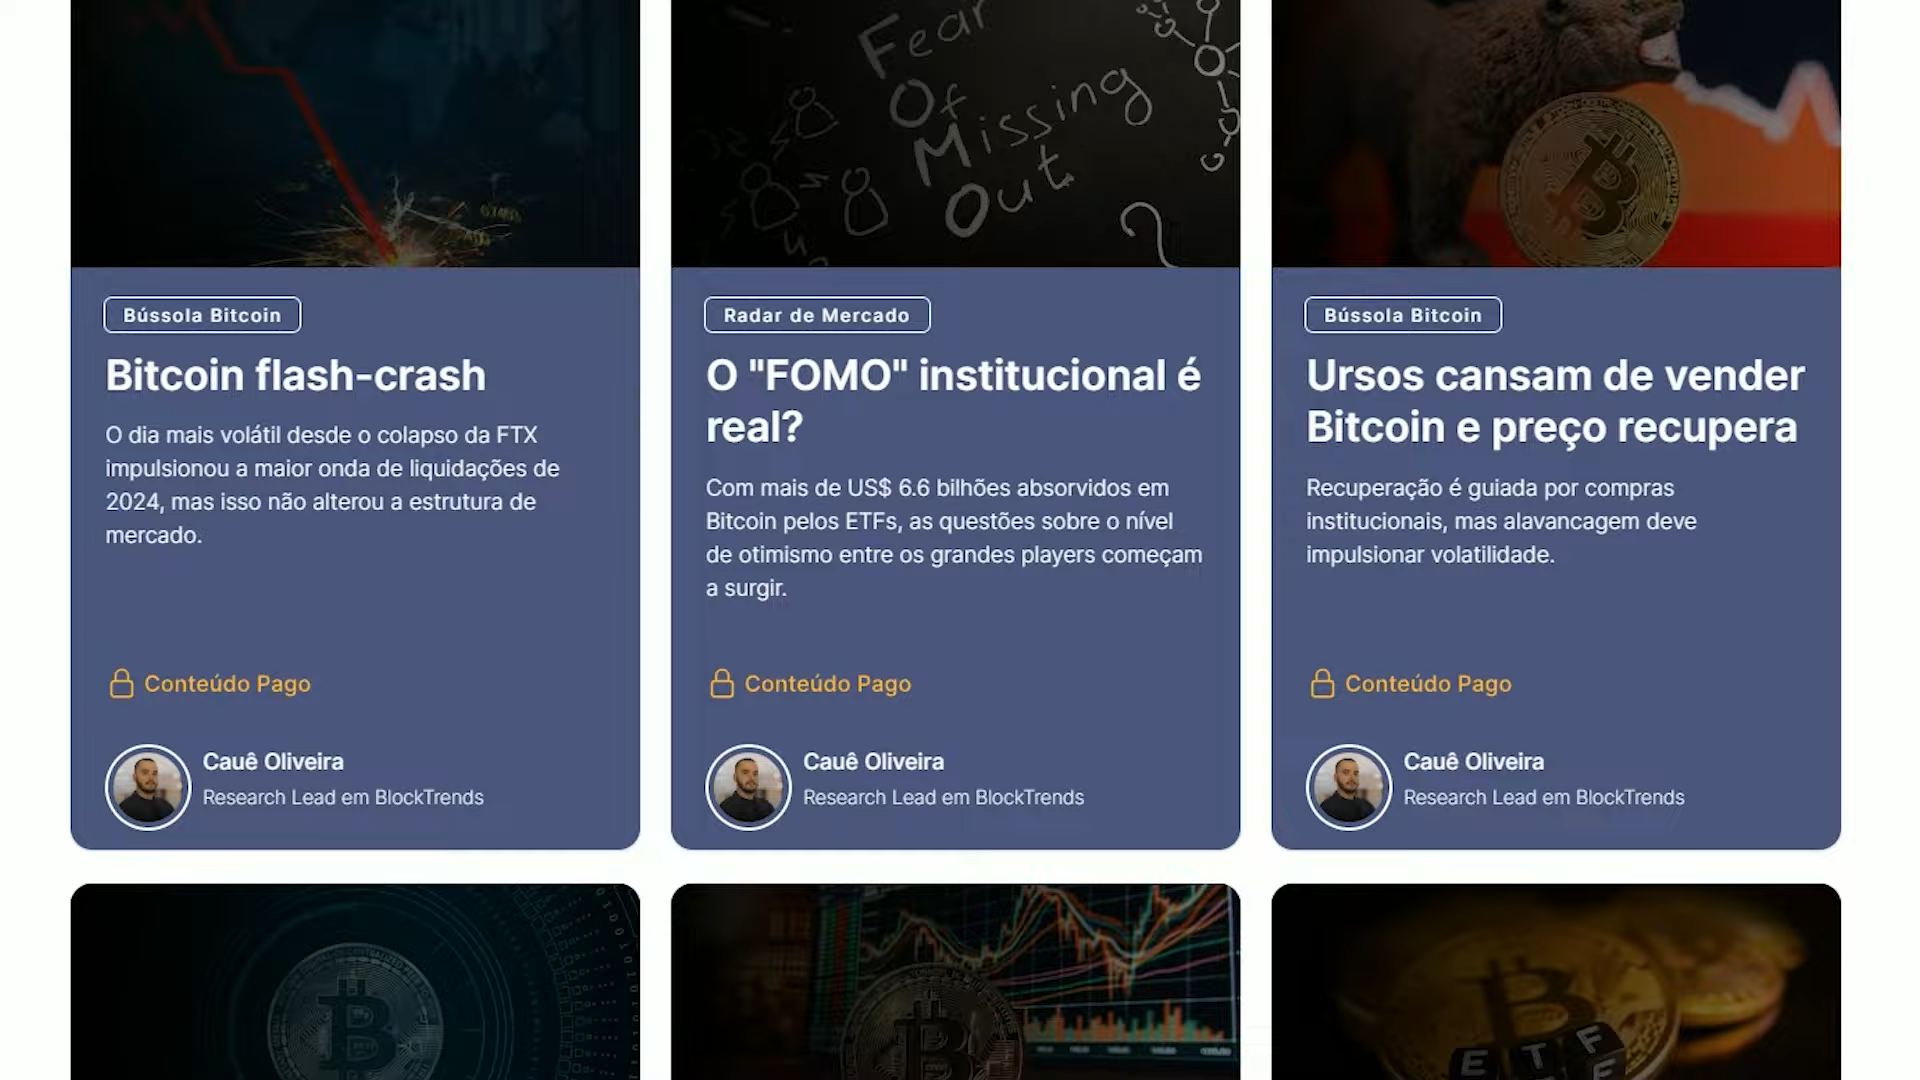 Fear
Of
Missing
Out
Bússola Bitcoin
Bitcoin flash-crash
O dia mais volátil desde o colapso da FTX
impulsionou a maior onda de liquidações de
2024, mas isso não alterou a estrutura de
mercado.
Conteúdo Pago
Cauê Oliveira
Research Lead em BlockTrends
Radar de Mercado
O "FOMO" institucional é
real?
Com mais de US$ 6.6 bilhões absorvidos em
Bitcoin pelos ETFs, as questões sobre o nível
de otimismo entre os grandes players começam
a surgir.
Conteúdo Pago
Cauê Oliveira
Research Lead em BlockTrends
Bússola Bitcoin
Ursos cansam de vender
Bitcoin e preço recupera
Recuperação é guiada por compras
institucionais, mas alavancagem deve
impulsionar volatilidade.
Conteúdo Pago
Cauê Oliveira
Research Lead em BlockTrends
ETF